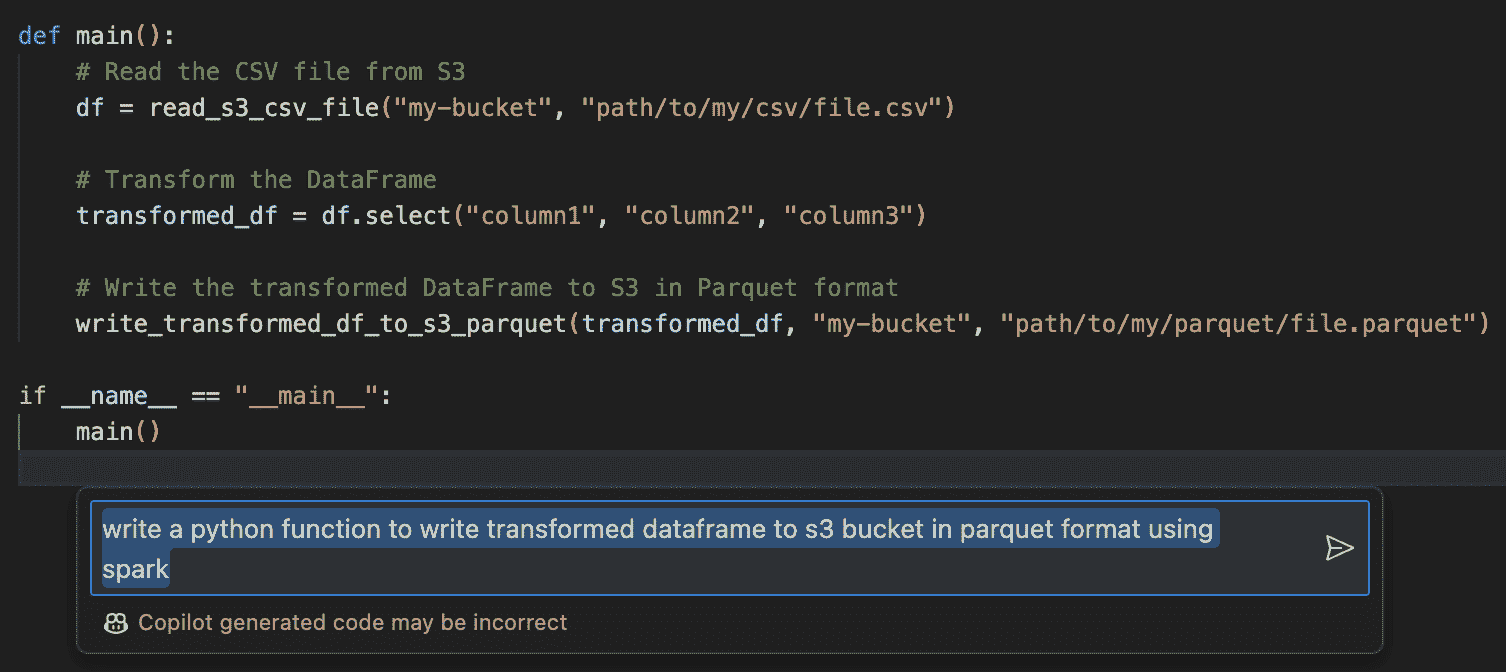 def main():
    # Read the CSV file from S3
    df = read_s3_csv_file("my-bucket", "path/to/my/csv/file.csv")
    # Transform the DataFrame
    transformed_df = df.select("column1", "column2", "column3")
    # Write the transformed DataFrame to S3 in Parquet format
    write_transformed_df_to_s3_parquet(transformed_df, "my-bucket", "path/to/my/parquet/file.parquet")
if __name__ == "__main__":
    main()
write a python function to write transformed dataframe to s3 bucket in parquet format using
spark
Copilot generated code may be incorrect